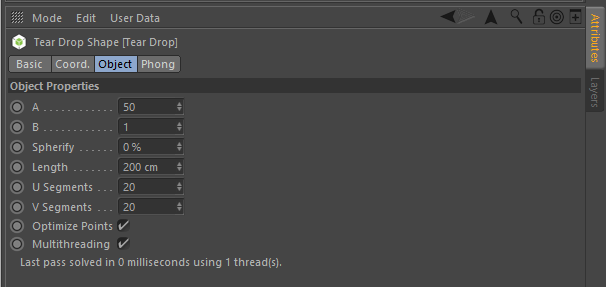 Mode Edit User Data
Tear Drop Shape [Tear Drop]
Basic Coord. Object Phong
Object Properties
A . . . . . . . . . . . . 50
B . . . . . . . . . . . . 1
Spherify . . . . . 0 %
Length . . . . . . 200 cm
U Segments . . . 20
V Segments . . . 20
Optimize Points
Multithreading
Last pass solved in 0 milliseconds using 1 thread(s).
Attributes
Layers